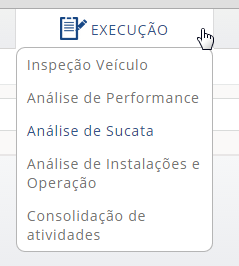 EXECUÇÃO
Inspeção Veículo
Análise de Performance
Análise de Sucata
Análise de Instalações e
Operação
Consolidação de
atividades